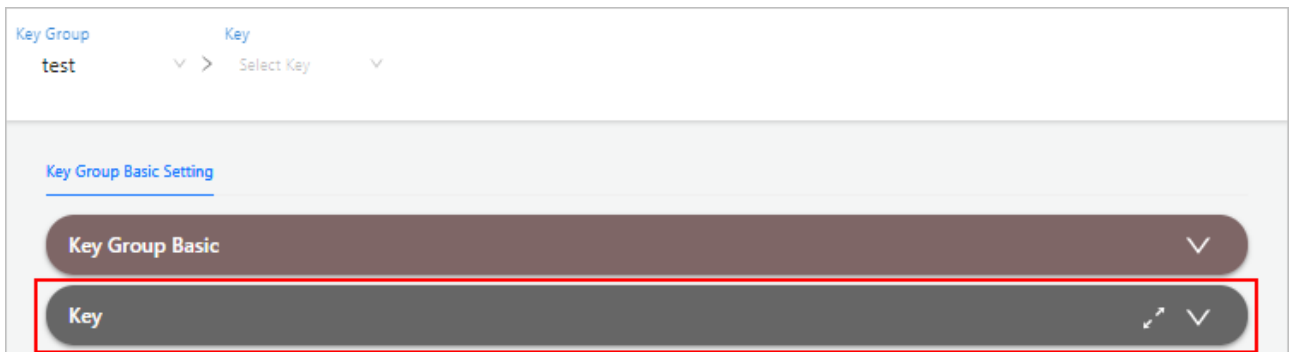 Key Group Key
test > Select Key
Key Group Basic Setting
Key Group Basic
Key